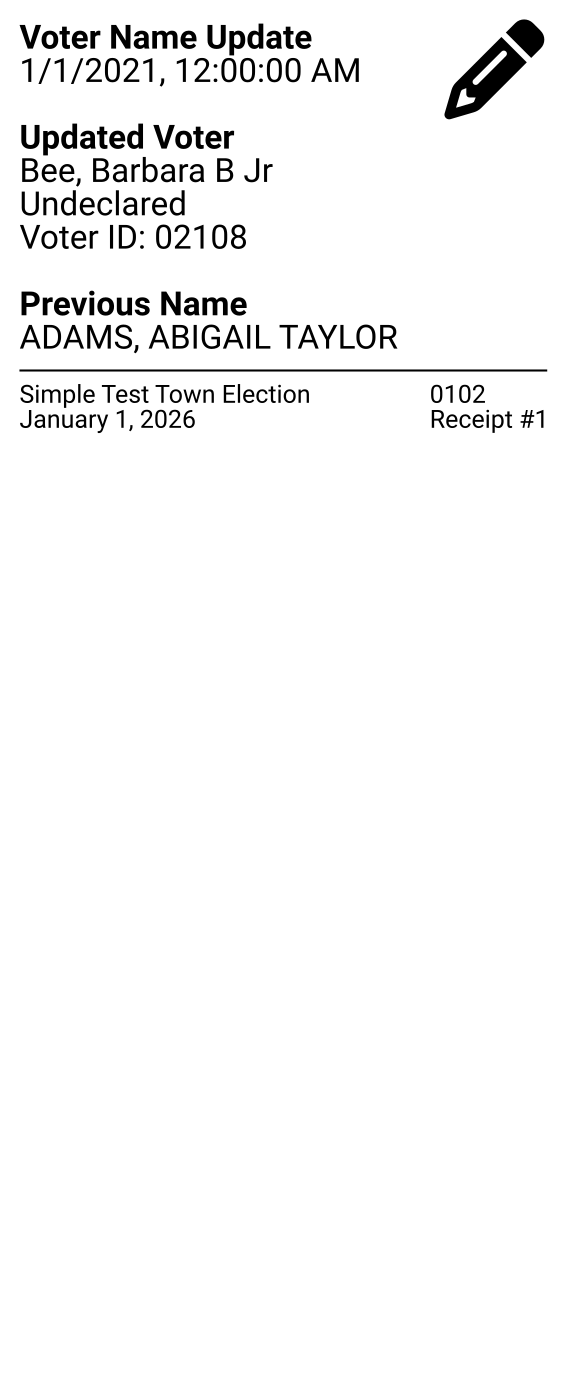 Voter Name Update
1/1/2021, 12:00:00 AM
Updated Voter
Bee, Barbara B Jr
Undeclared
Voter ID: 02108
Previous Name
ADAMS, ABIGAIL TAYLOR
Simple Test Town Election
January 1, 2026
0102
Receipt #1